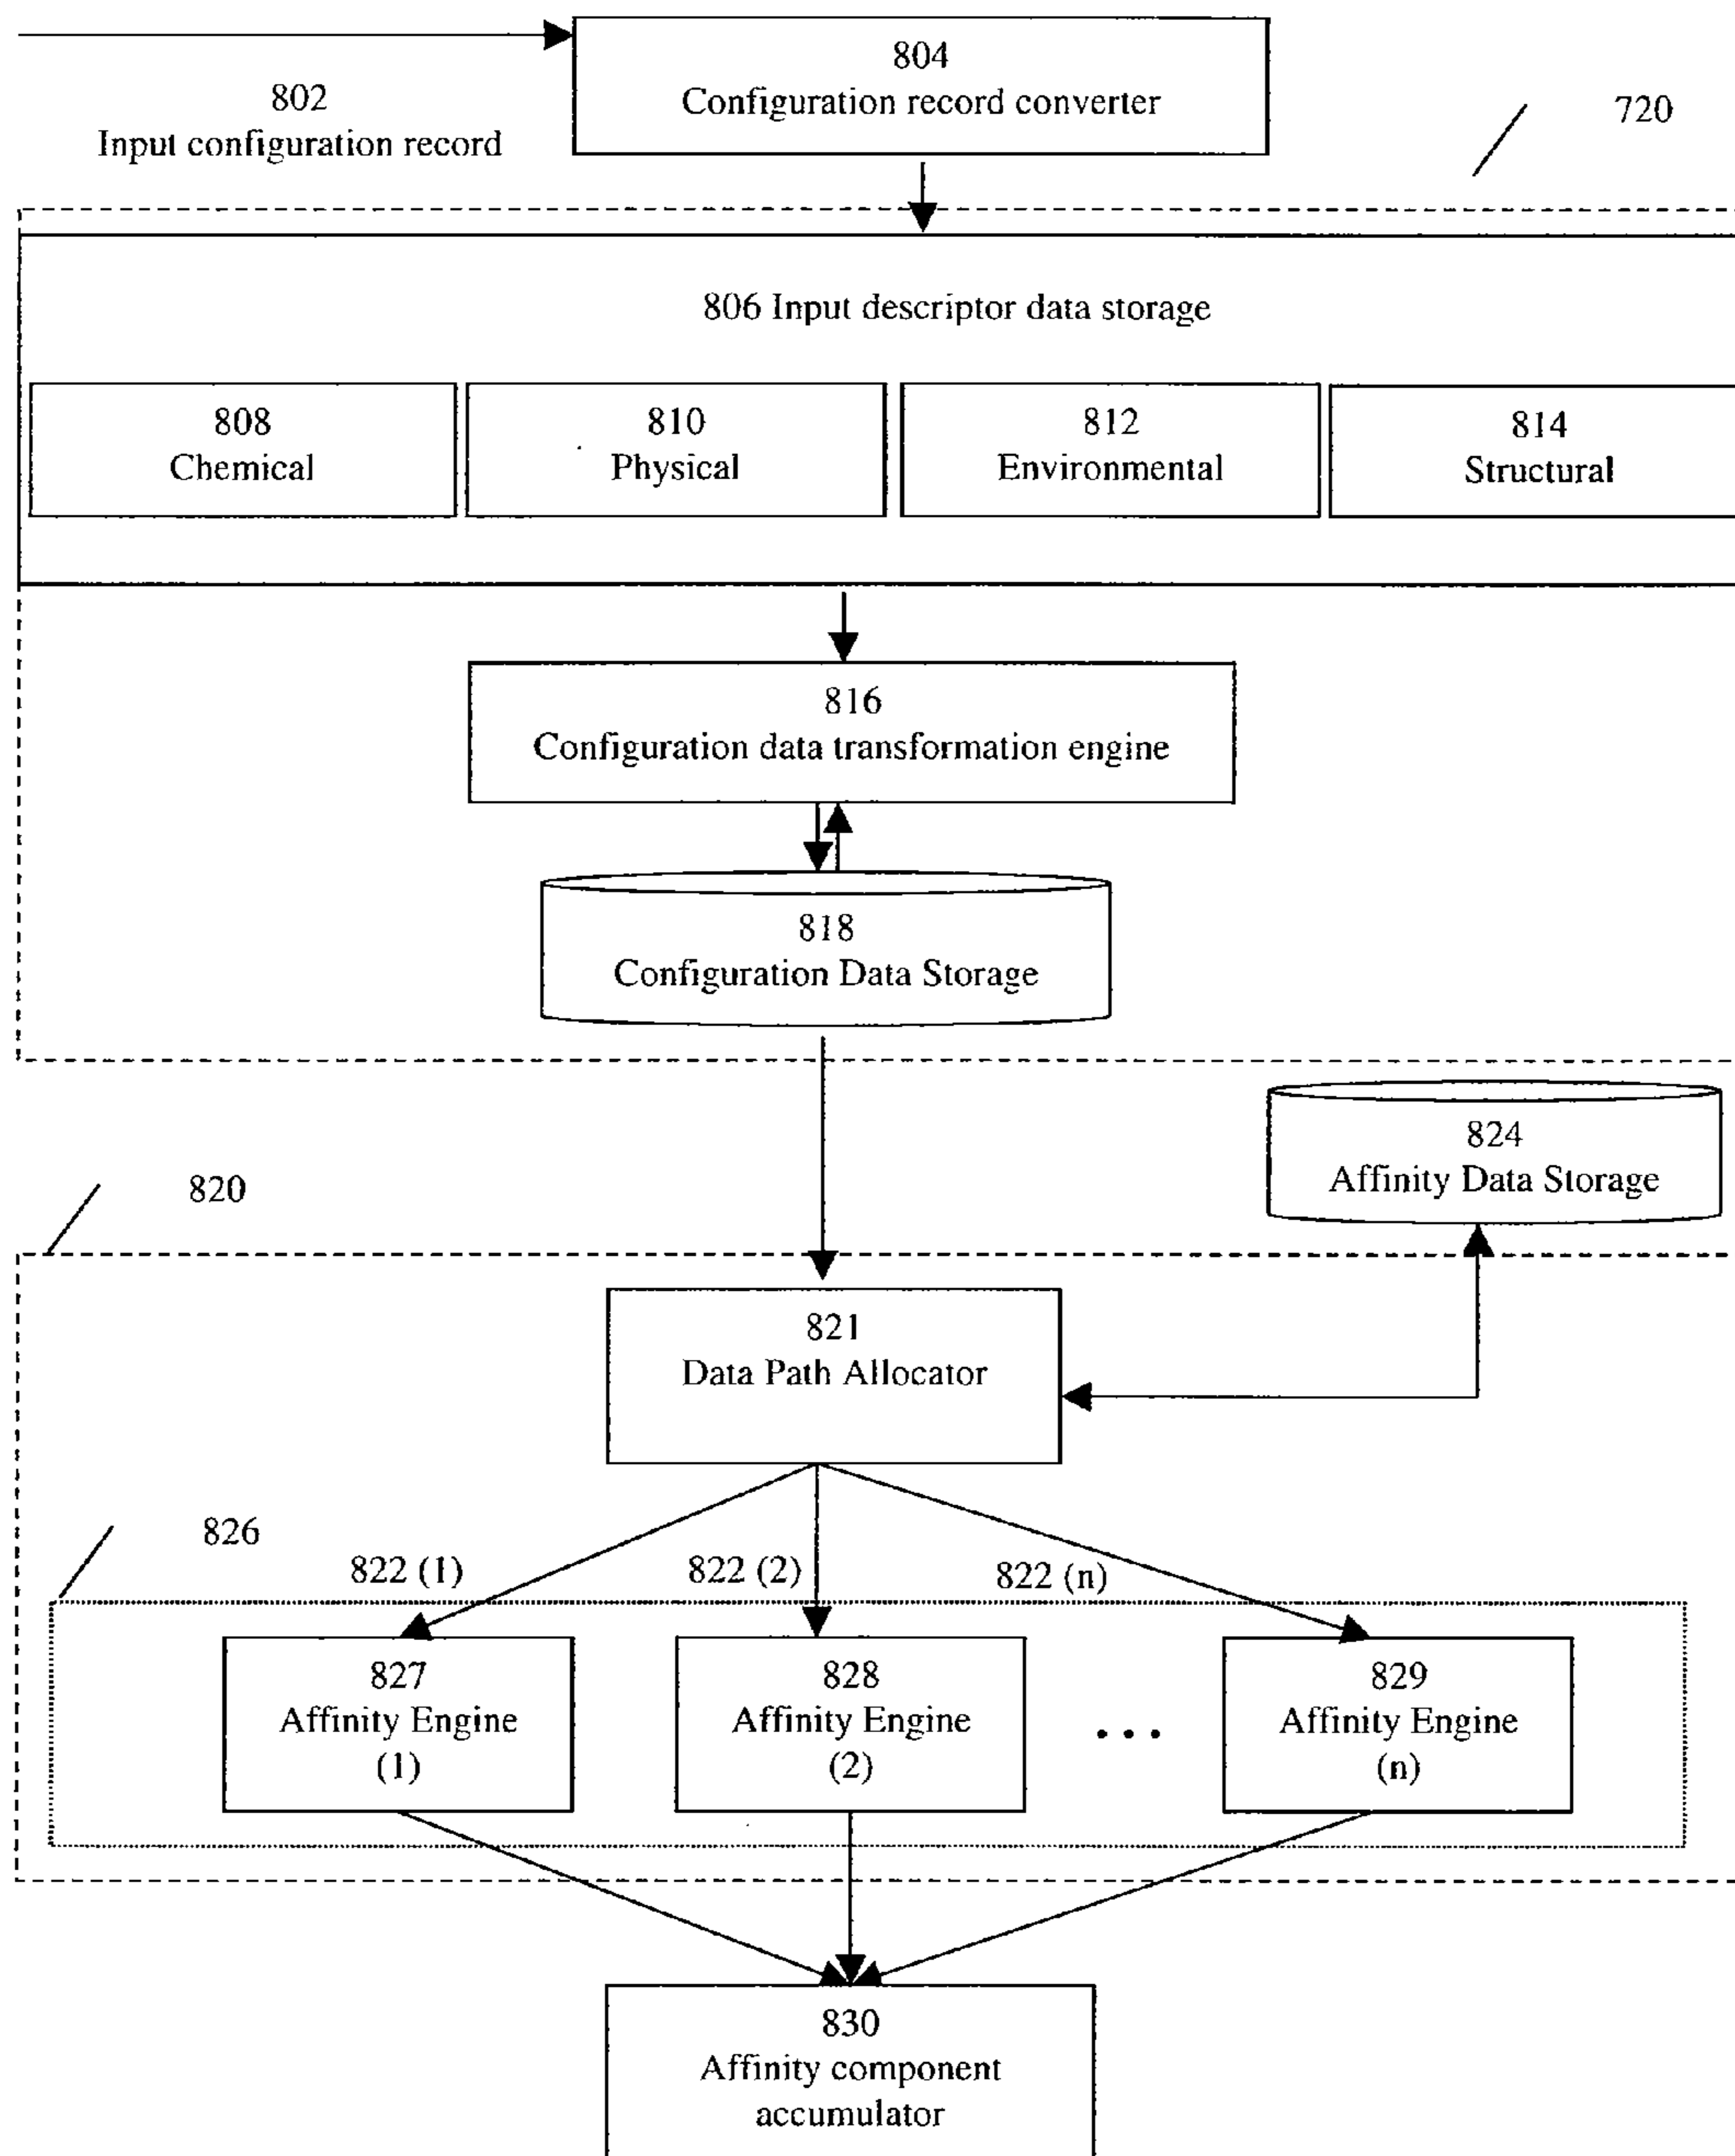 804
Configuration record converter
802
Input configuration record
720
806 Input descriptor data storage
808
Chemical
810
Physical
812
Environmental
814
Structural
816
Configuration data transformation engine
818
Configuration Data Storage
824
Affinity Data Storage
820
821
Data Path Allocator
826
822 (1)
822 (2)
822 (n)
827
Affinity Engine
(1)
828
Affinity Engine
(2)
• • •
829
Affinity Engine
(n)
830
Affinity component
accumulator